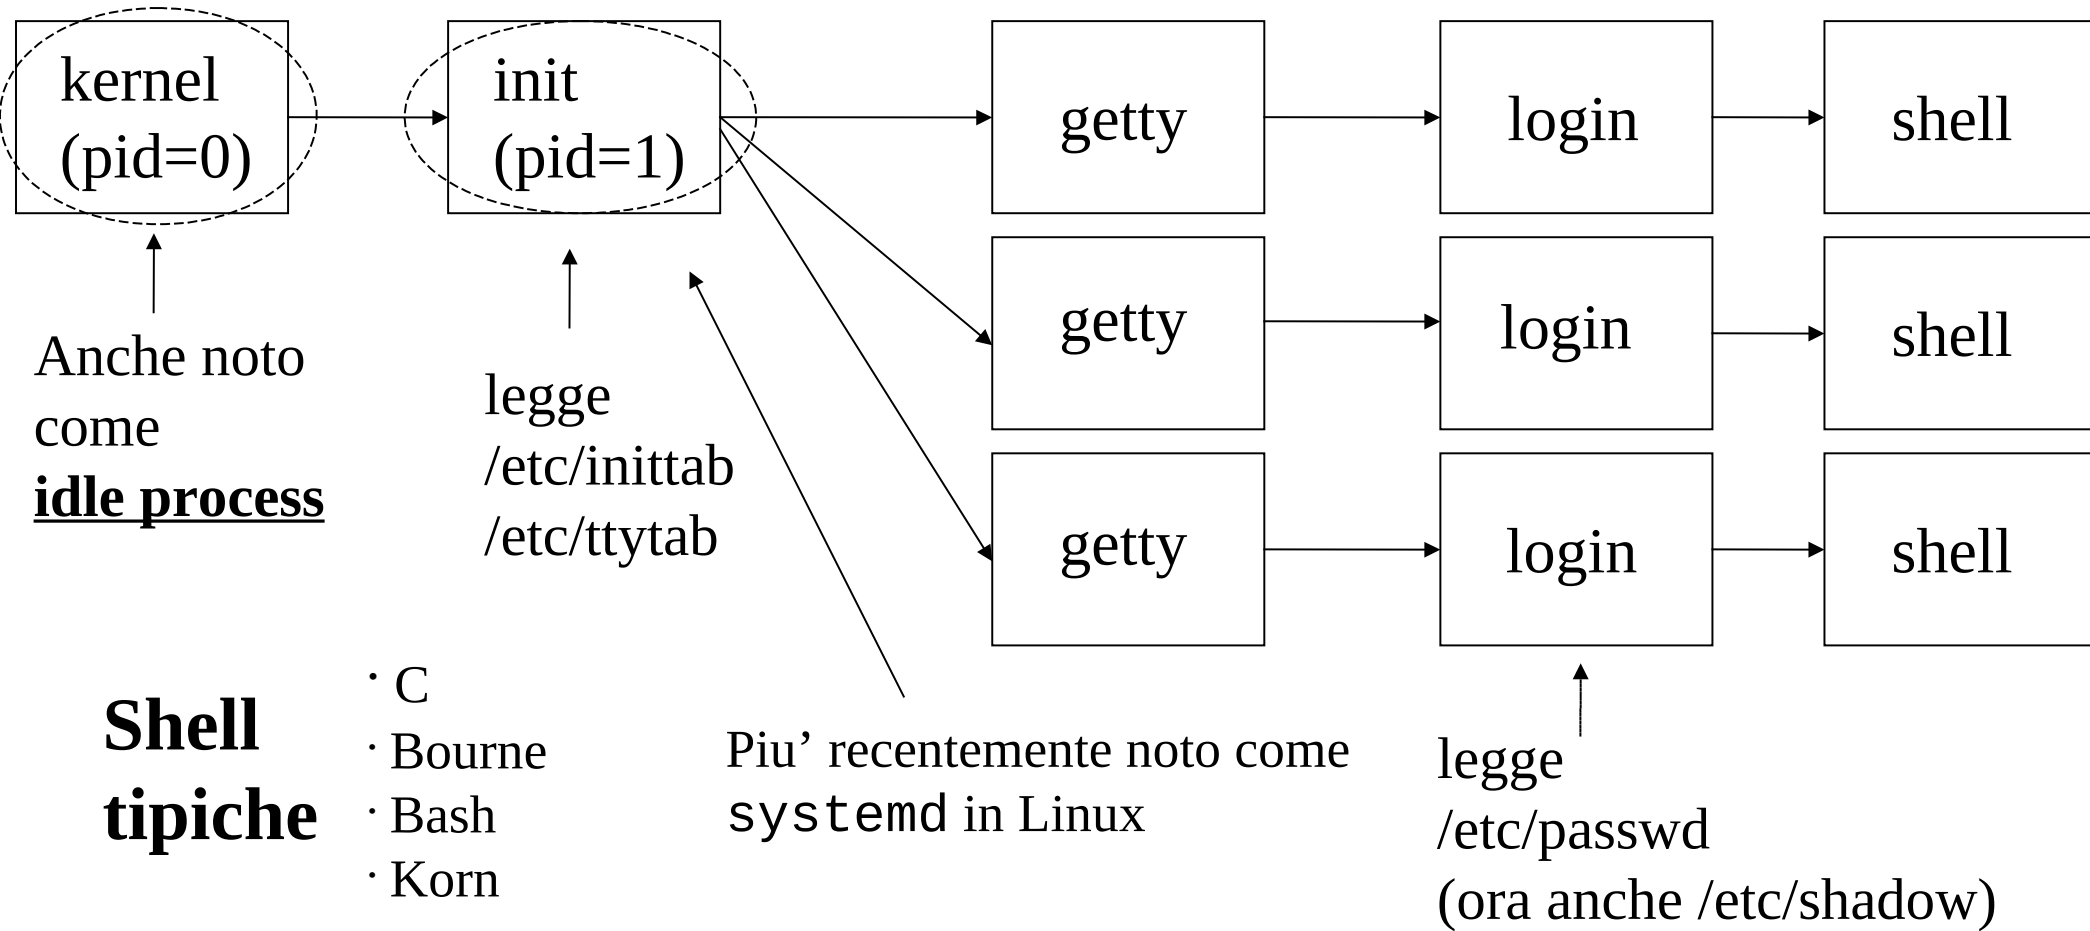 kernel
(pid=0)
init
(pid=1)
getty
login
shell
getty
login
shell
getty
login
shell
Anche noto
come
idle process
legge
/etc/inittab
/etc/ttytab
Shell
tipiche
· C
· Bourne
· Bash
· Korn
Piu’ recentemente noto come
systemd in Linux
legge
/etc/passwd
(ora anche /etc/shadow)